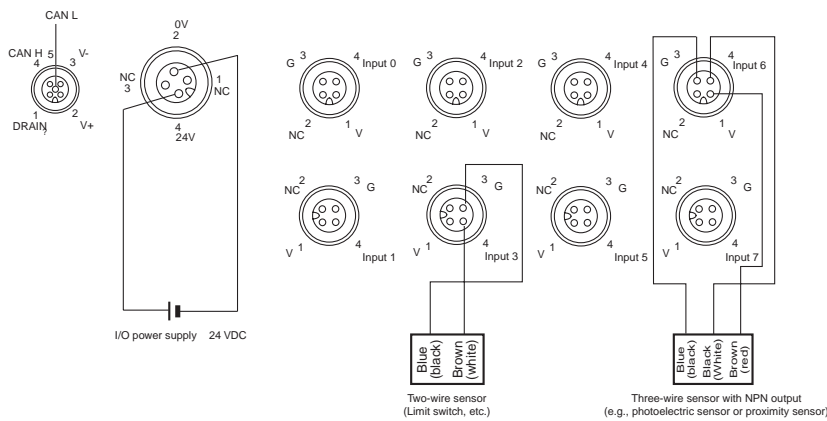 CAN L
CAN H 4 5 3 V-
1 2
DRAIN V+
?
0V
2
NC
3
1
NC
4
24V
I/O power supply 24 VDC
G 3 4 Input 0
NC 2 1 V
G 3 4 Input 2
NC 2 1 V
G 3 4 Input 4
NC 2 1 V
G 3 4 Input 6
NC 2 1 V
NC 2 3 G
V 1 4 Input 1
NC 2 3 G
V 1 4 Input 3
NC 2 3 G
V 1 4 Input 5
NC 2 3 G
V 1 4 Input 7
Blue
(black)
Brown
(white)
Two-wire sensor
(Limit switch, etc.)
Blue
(black)
Black
(White)
Brown
(red)
Three-wire sensor with NPN output
(e.g., photoelectric sensor or proximity sensor)